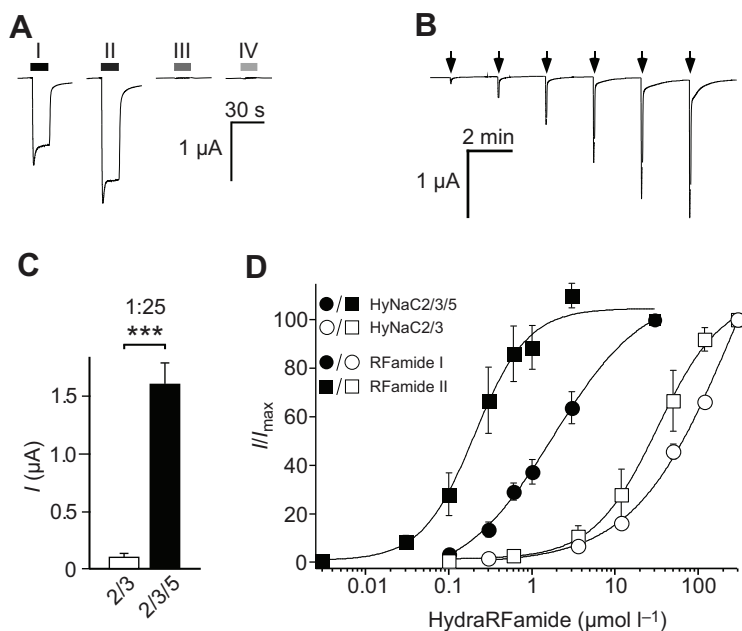 A
I II III IV
30 s
1 µA
B
2 min
1 µA
C
1:25
***
I (µA)
1.5
1.0
0.5
0
2/3
2/3/5
D
●/■ HyNaC2/3/5
○/□ HyNaC2/3
●/○ RFamide I
■/□ RFamide II
I/Imax
100
80
60
40
20
0
0.01 0.1 1 10 100
HydraRFamide (µmol l⁻¹)